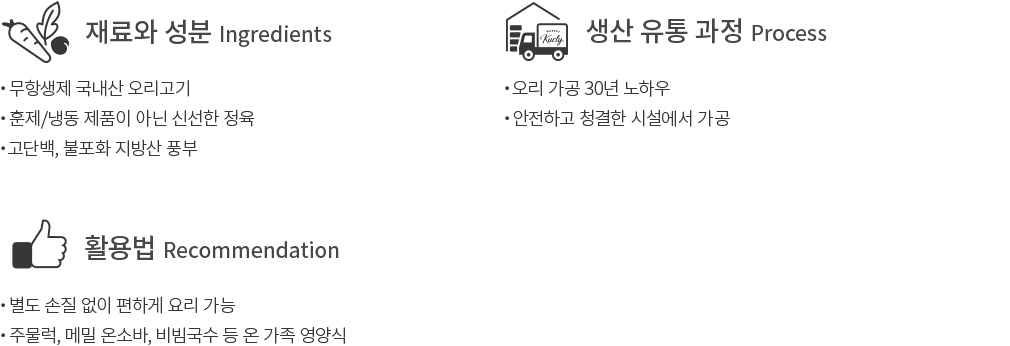 재료와 성분 Ingredients
• 무항생제 국내산 오리고기
• 훈제/냉동 제품이 아닌 신선한 정육
• 고단백, 불포화 지방산 풍부
생산 유통 과정 Process
MARKET
Kurly
• 오리 가공 30년 노하우
• 안전하고 청결한 시설에서 가공
활용법 Recommendation
• 별도 손질 없이 편하게 요리 가능
• 주물럭, 메밀 온소바, 비빔국수 등 온 가족 영양식